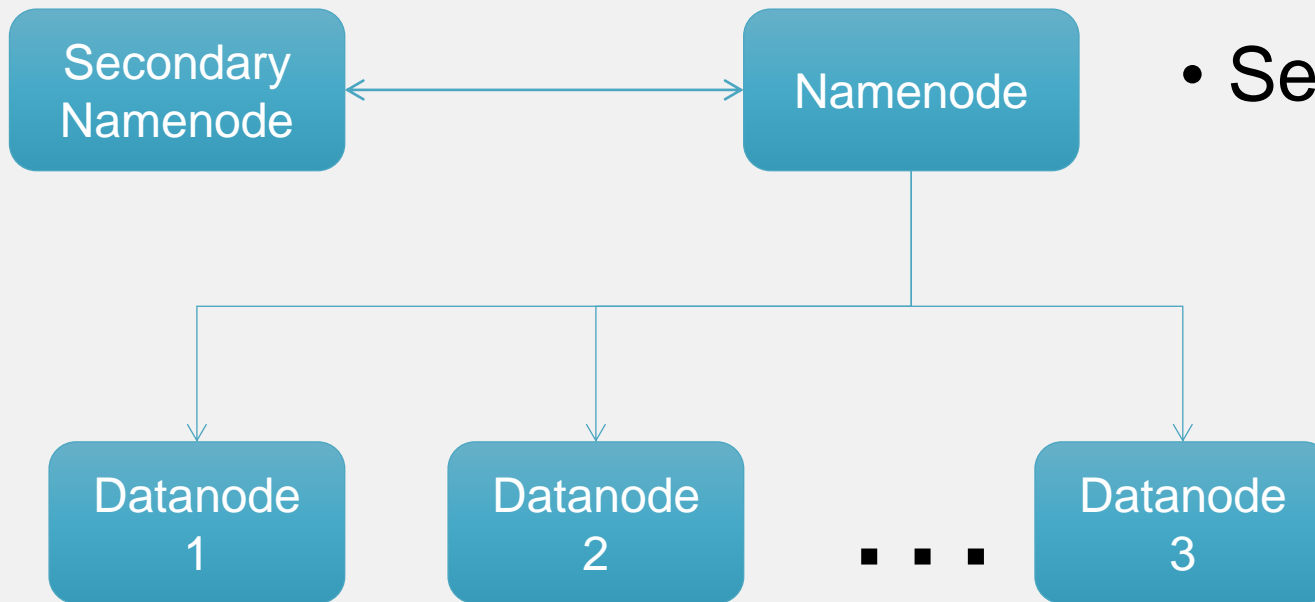 Secondary
Namenode
Namenode
• Se
Datanode
1
Datanode
2
...
Datanode
3